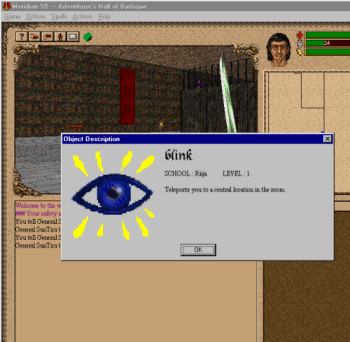 Meridian 59 -- Adventurer's Hall of Barloque
Game Options Spells Actions Help
?
24
Object Description
blink
SCHOOL : Riija LEVEL : 1
Teleports you to a central location in the room.
OK
Welcome to the w
### Your safety
You tell General S
General SunTzu t
You tell General S
General SunTzu t